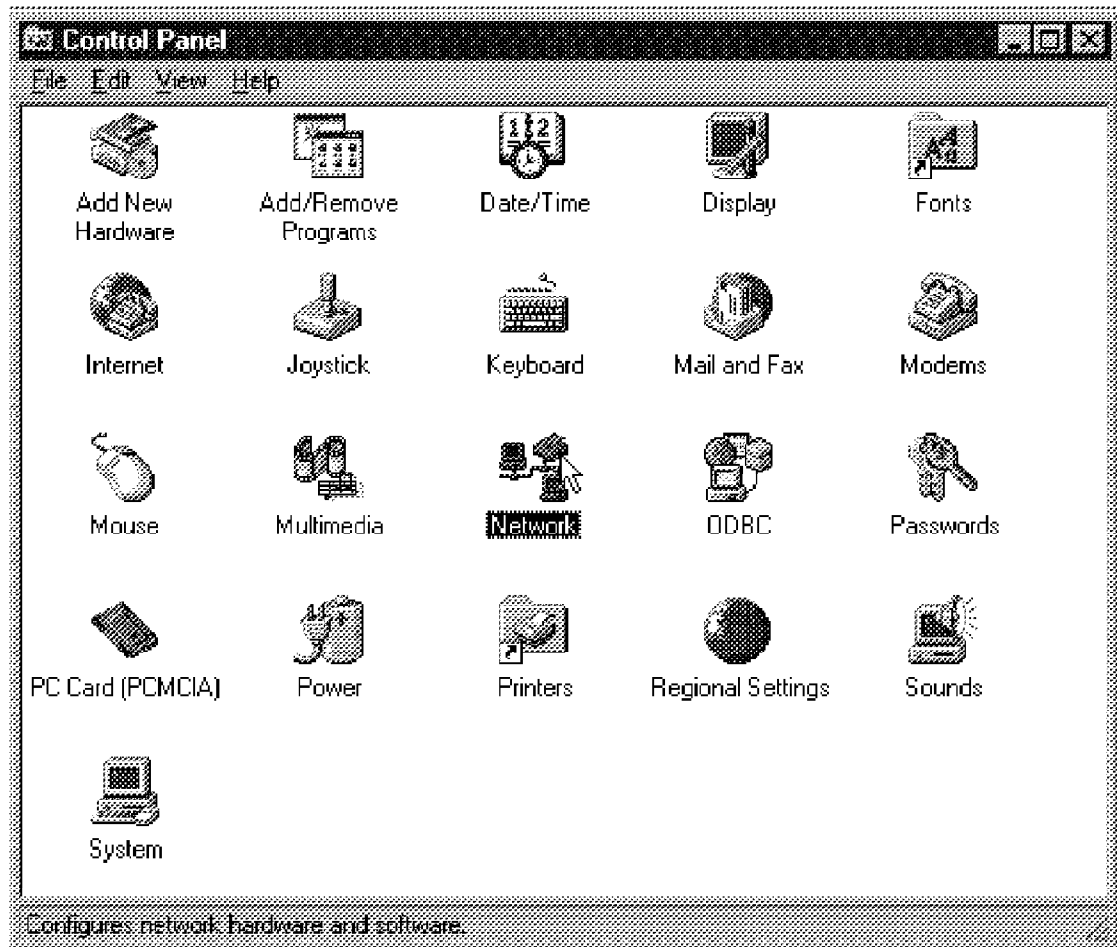 Control Panel
File Edit View Help
Add New Hardware
Add/Remove Programs
Date/Time
Display
Fonts
Internet
Joystick
Keyboard
Mail and Fax
Modems
Mouse
Multimedia
Network
ODBC
Passwords
PC Card (PCMCIA)
Power
Printers
Regional Settings
Sounds
System
Configures network hardware and software.